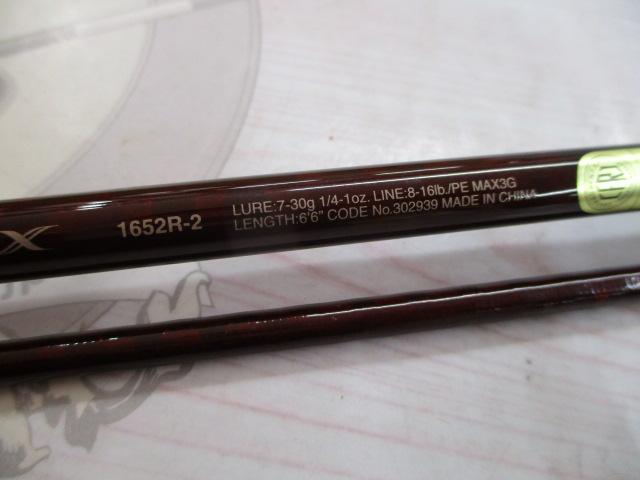 X 1652R-2
LURE:7-30g 1/4-1oz. LINE:8-16lb./PE MAX3G
LENGTH:6'6" CODE No.302939 MADE IN CHINA